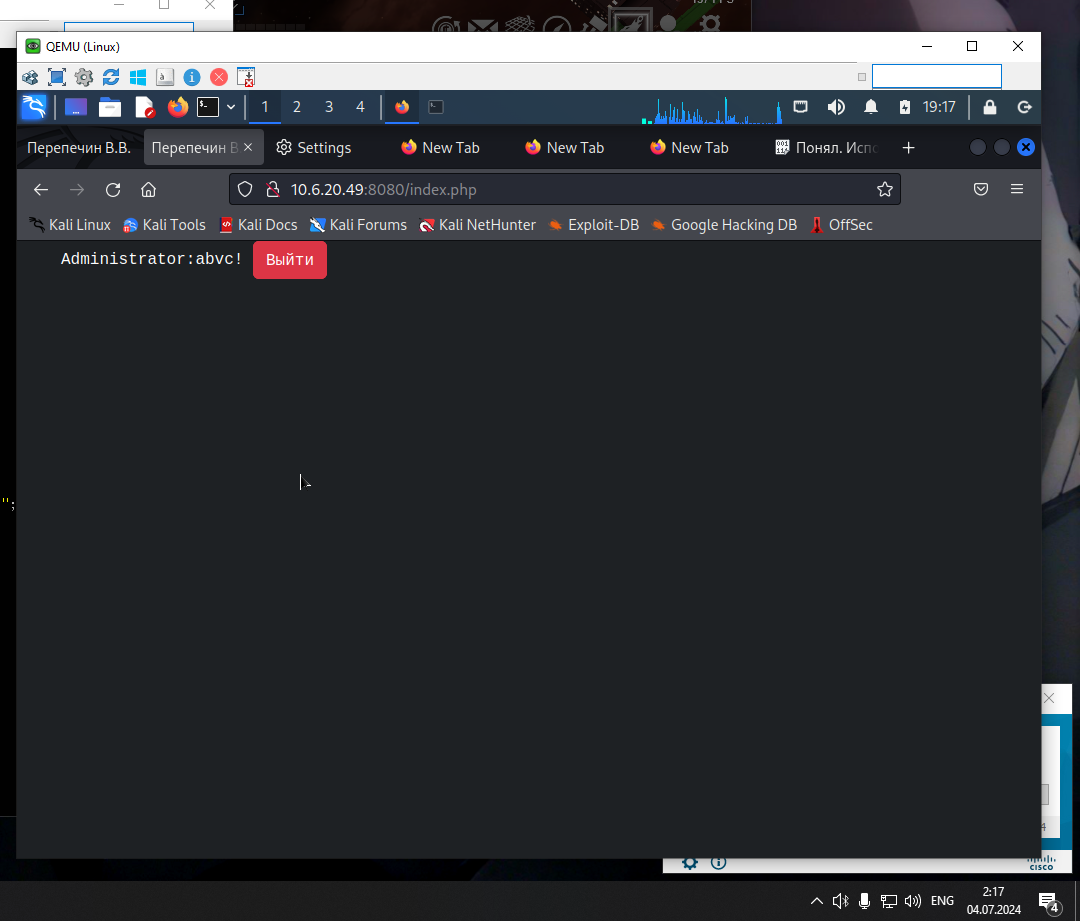 QEMU (Linux)
1 2 3 4 19:17
Перепечин В.В. Перепечин В Settings New Tab New Tab New Tab Понял. Испо
10.6.20.49:8080/index.php
Kali Linux Kali Tools Kali Docs Kali Forums Kali NetHunter Exploit-DB Google Hacking DB OffSec
Administrator:abvc! Выйти
";
4
CISCO
ENG
2:17
04.07.2024
4